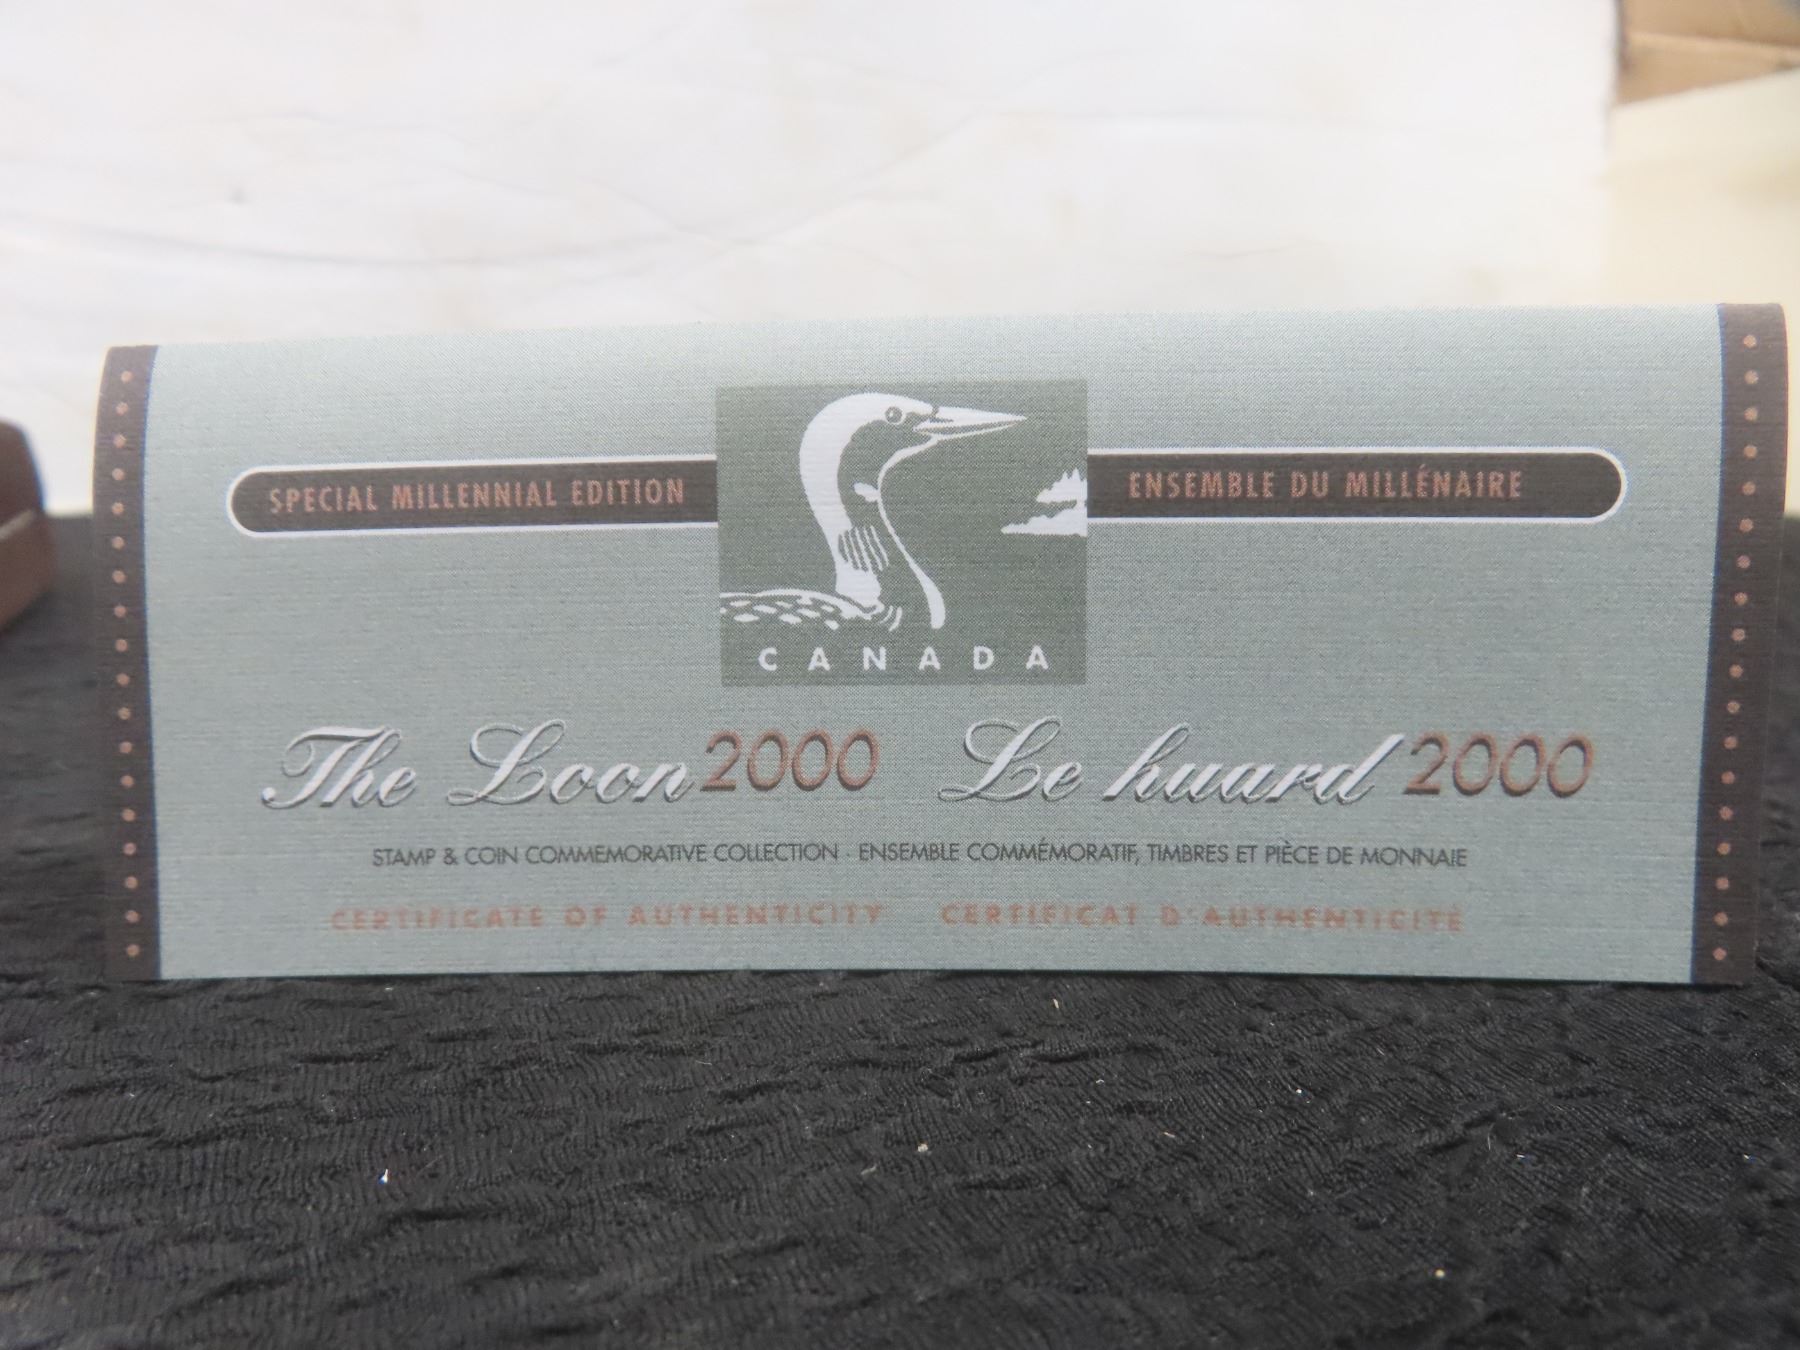 SPECIAL MILLENNIAL EDITION
ENSEMBLE DU MILLÉNAIRE
CANADA
The Loon 2000 Le huard 2000
STAMP & COIN COMMEMORATIVE COLLECTION · ENSEMBLE COMMÉMORATIF, TIMBRES ET PIÈCE DE MONNAIE
CERTIFICATE OF AUTHENTICITY CERTIFICAT D'AUTHENTICITÉ